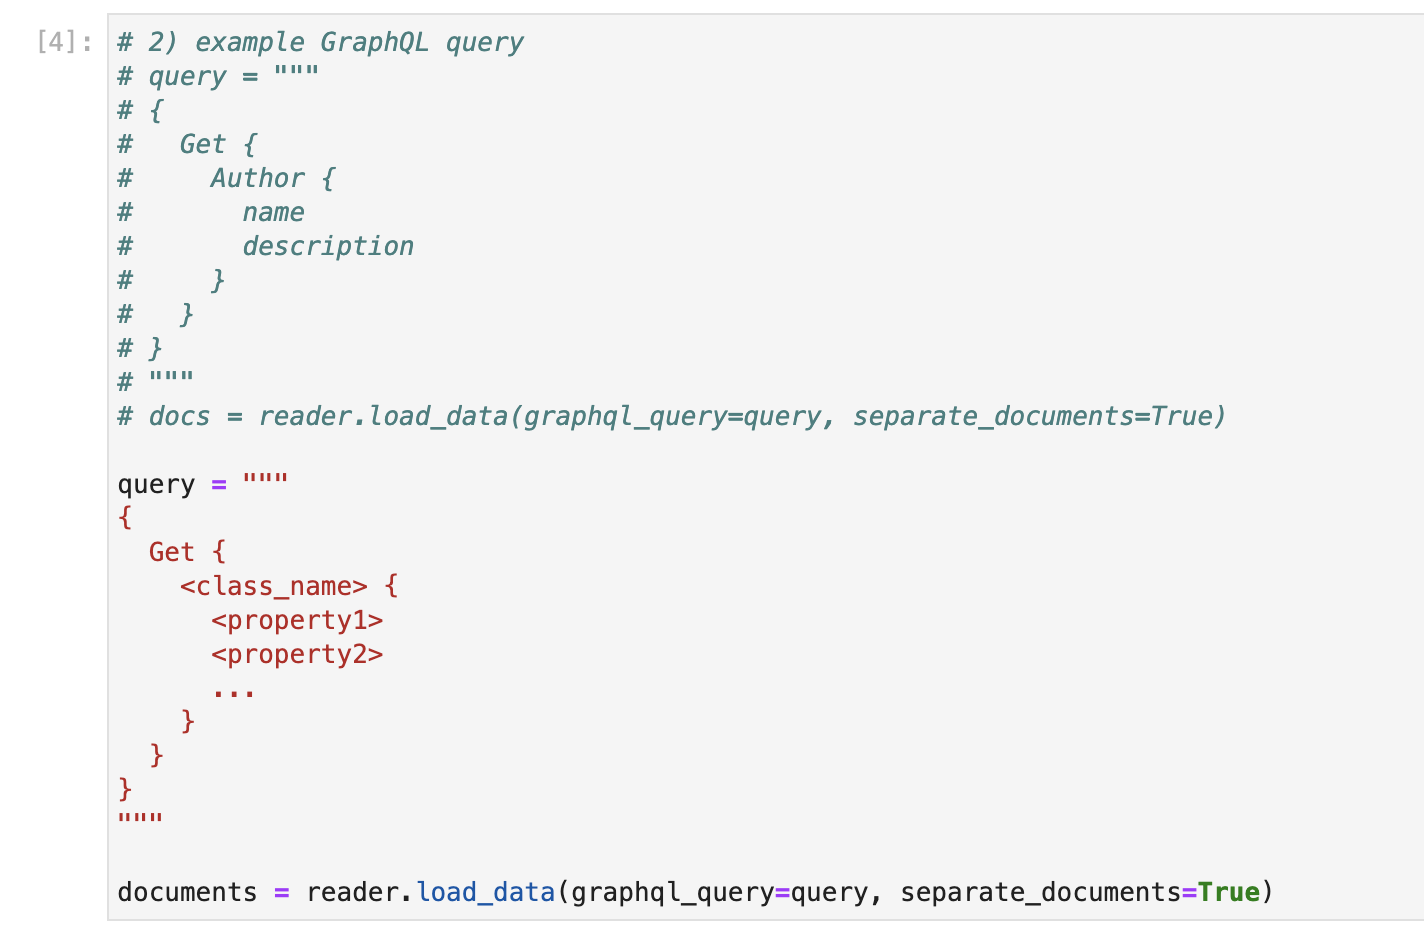 [4]:
# 2) example GraphQL query
# query = """
# {
#   Get {
#     Author {
#       name
#       description
#     }
#   }
# }
# """
# docs = reader.load_data(graphql_query=query, separate_documents=True)

query = """
{
  Get {
    <class_name> {
      <property1>
      <property2>
      ...
    }
  }
}
"""

documents = reader.load_data(graphql_query=query, separate_documents=True)